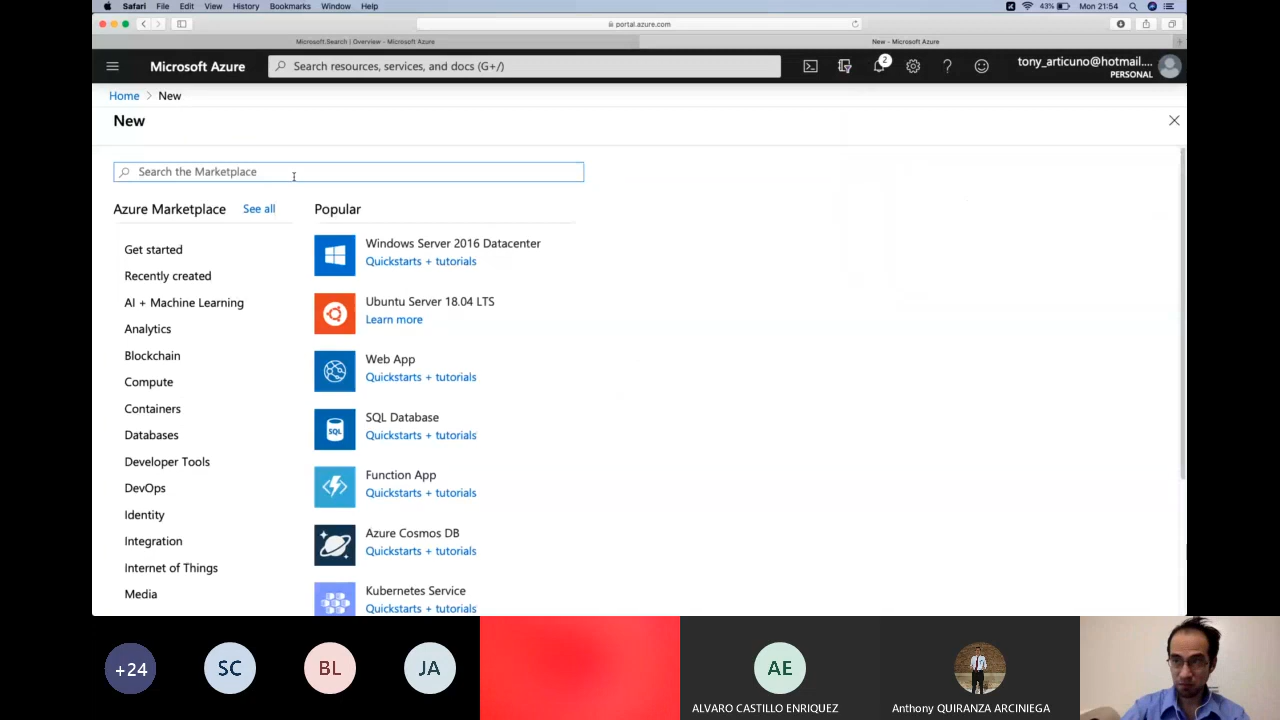 Safari File Edit View History Bookmarks Window Help
43% Mon 21:54
portal.azure.com
Microsoft.Search | Overview - Microsoft Azure
New - Microsoft Azure
Microsoft Azure
Search resources, services, and docs (G+/)
2
tony_articuno@hotmail....
PERSONAL
Home > New
New
Search the Marketplace
Azure Marketplace See all
Popular
Get started
Recently created
AI + Machine Learning
Analytics
Blockchain
Compute
Containers
Databases
Developer Tools
DevOps
Identity
Integration
Internet of Things
Media
Windows Server 2016 Datacenter
Quickstarts + tutorials
Ubuntu Server 18.04 LTS
Learn more
Web App
Quickstarts + tutorials
SQL
SQL Database
Quickstarts + tutorials
Function App
Quickstarts + tutorials
Azure Cosmos DB
Quickstarts + tutorials
Kubernetes Service
Quickstarts + tutorials
+24
SC
BL
JA
AE
ALVARO CASTILLO ENRIQUEZ
Anthony QUIRANZA ARCINIEGA